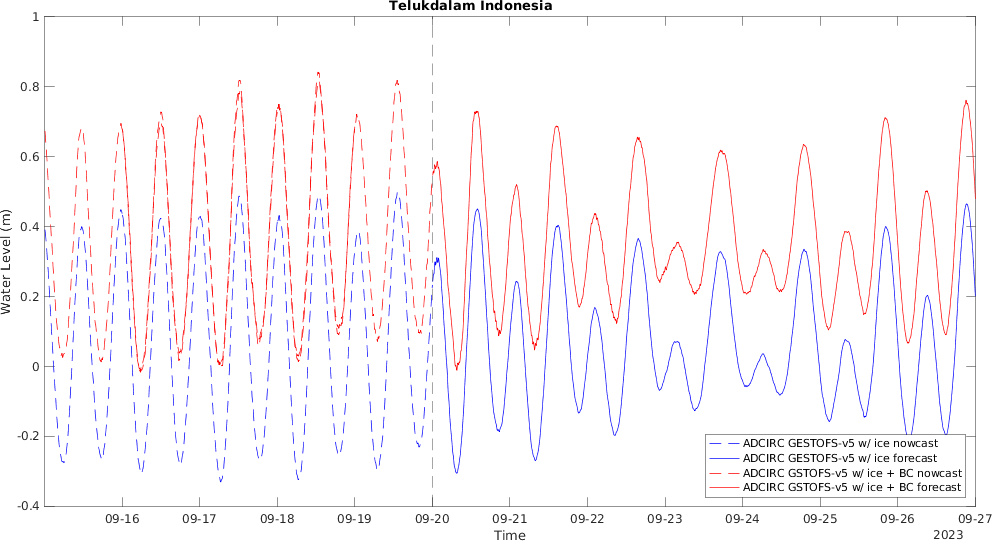 Telukdalam Indonesia
1
0.8
0.6
0.4
0.2
0
-0.2
-0.4
Water Level (m)
ADCIRC GESTOFS-v5 w/ ice nowcast
ADCIRC GESTOFS-v5 w/ ice forecast
ADCIRC GSTOFS-v5 w/ ice + BC nowcast
ADCIRC GSTOFS-v5 w/ ice + BC forecast
09-16 09-17 09-18 09-19 09-20 09-21 09-22 09-23 09-24 09-25 09-26 09-27
Time
2023